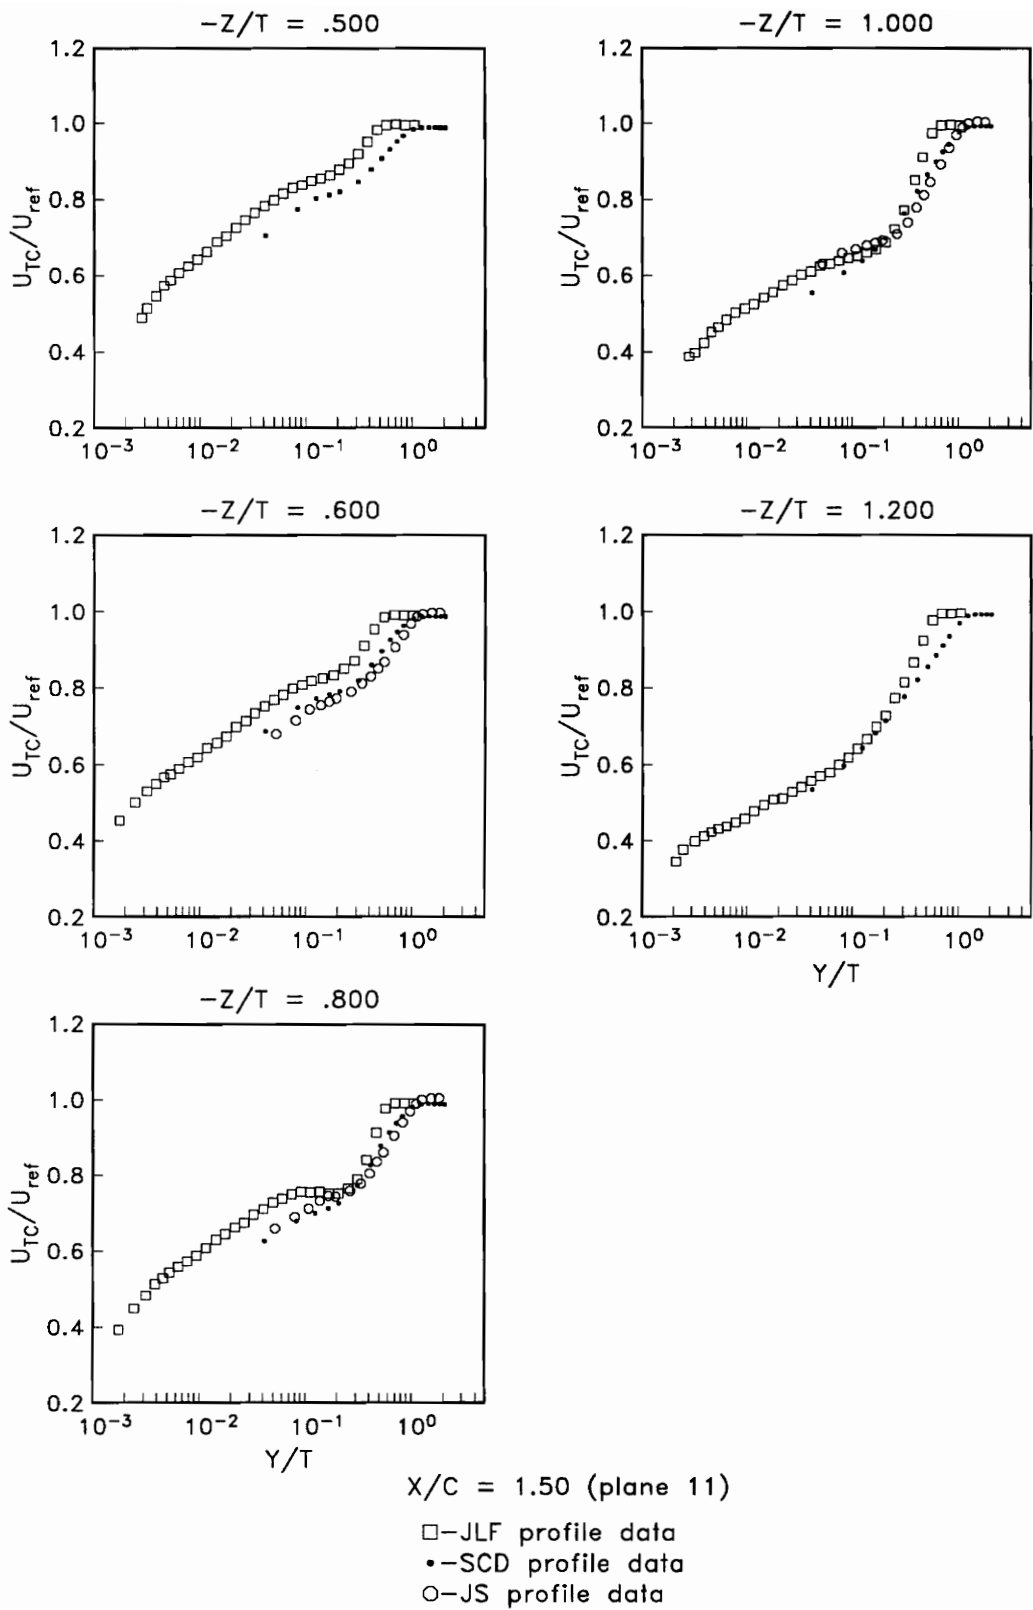 −Z/T = .500
1.2
1.0
0.8
0.6
0.4
0.2
U_TC/U_ref
10^−3 10^−2 10^−1 10^0
−Z/T = 1.000
1.2
1.0
0.8
0.6
0.4
0.2
U_TC/U_ref
10^−3 10^−2 10^−1 10^0
−Z/T = .600
1.2
1.0
0.8
0.6
0.4
0.2
U_TC/U_ref
10^−3 10^−2 10^−1 10^0
−Z/T = 1.200
1.2
1.0
0.8
0.6
0.4
0.2
U_TC/U_ref
10^−3 10^−2 10^−1 10^0
Y/T
−Z/T = .800
1.2
1.0
0.8
0.6
0.4
0.2
U_TC/U_ref
10^−3 10^−2 10^−1 10^0
Y/T
X/C = 1.50 (plane 11)
□−JLF profile data
•−SCD profile data
○−JS profile data